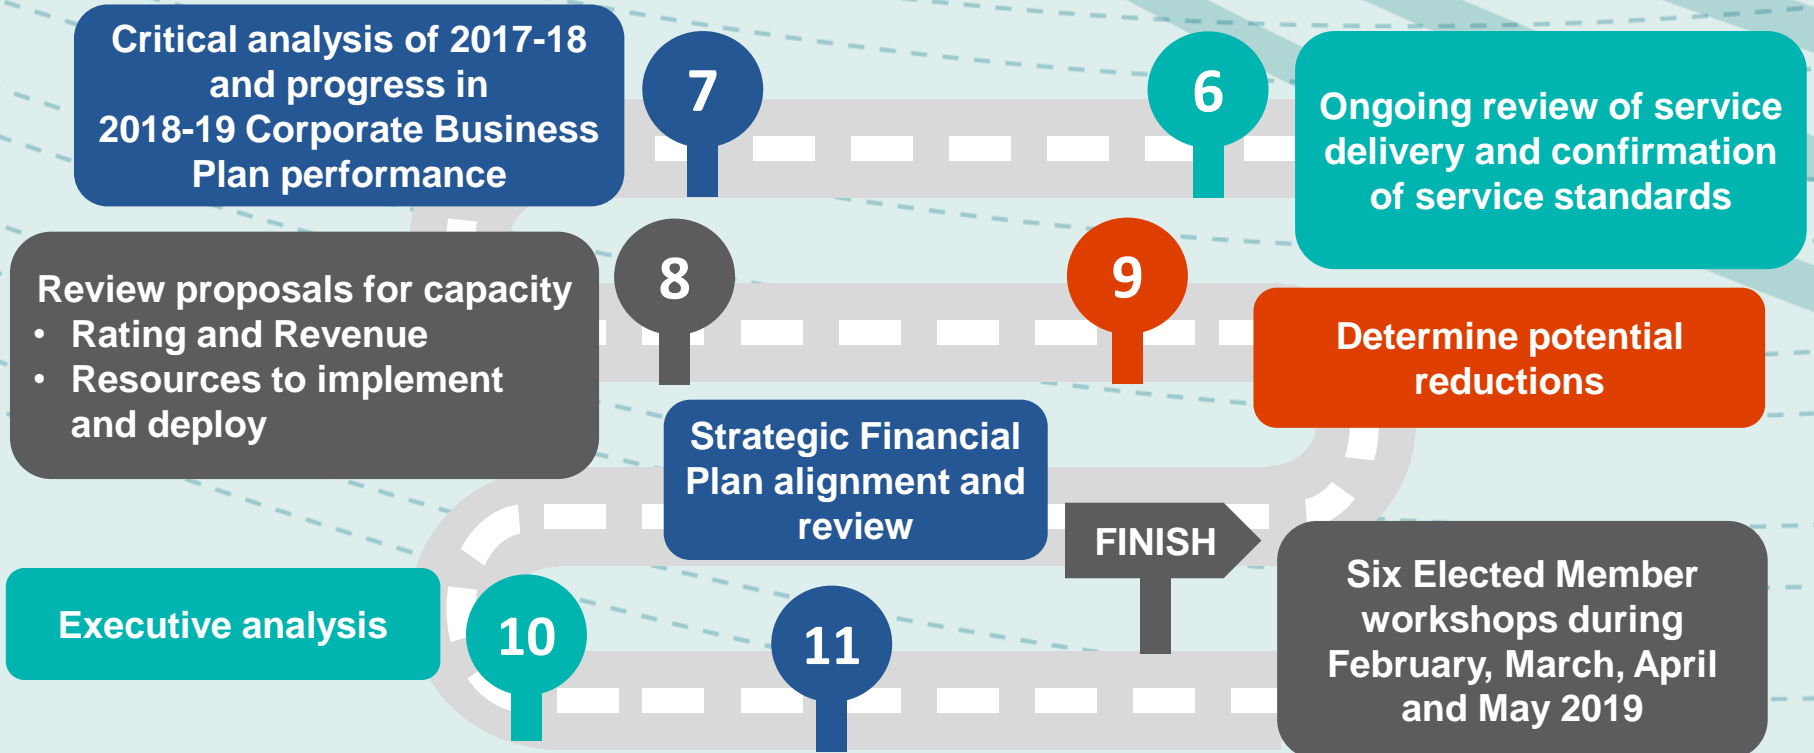 6
Ongoing review of service
delivery and confirmation
of service standards
7
Critical analysis of 2017-18
and progress in
2018-19 Corporate Business
Plan performance
8
Review proposals for capacity
• Rating and Revenue
• Resources to implement
and deploy
9
Determine potential
reductions
10
Executive analysis
11
Strategic Financial
Plan alignment and
review
FINISH
Six Elected Member
workshops during
February, March, April
and May 2019